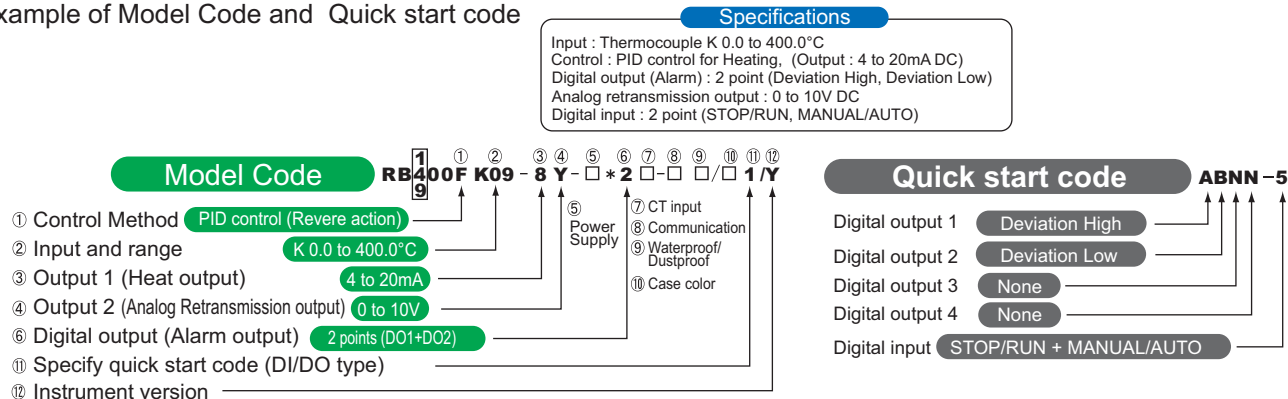 xample of Model Code and Quick start code
Specifications
Input : Thermocouple K 0.0 to 400.0°C
Control : PID control for Heating, (Output : 4 to 20mA DC)
Digital output (Alarm) : 2 point (Deviation High, Deviation Low)
Analog retransmission output : 0 to 10V DC
Digital input : 2 point (STOP/RUN, MANUAL/AUTO)
① ② ③ ④ ⑤ ⑥ ⑦ ⑧ ⑨ ⑩ ⑪ ⑫
1
Model Code RB400F K09-8 Y-□*2□-□ □/□ 1/Y
9
① Control Method PID control (Revere action)
② Input and range K 0.0 to 400.0°C
③ Output 1 (Heat output) 4 to 20mA
④ Output 2 (Analog Retransmission output) 0 to 10V
⑥ Digital output (Alarm output) 2 points (DO1+DO2)
⑪ Specify quick start code (DI/DO type)
⑫ Instrument version
⑤
Power
Supply
⑦ CT input
⑧ Communication
⑨ Waterproof/
Dustproof
⑩ Case color
Quick start code ABNN-5
Digital output 1 Deviation High
Digital output 2 Deviation Low
Digital output 3 None
Digital output 4 None
Digital input STOP/RUN + MANUAL/AUTO